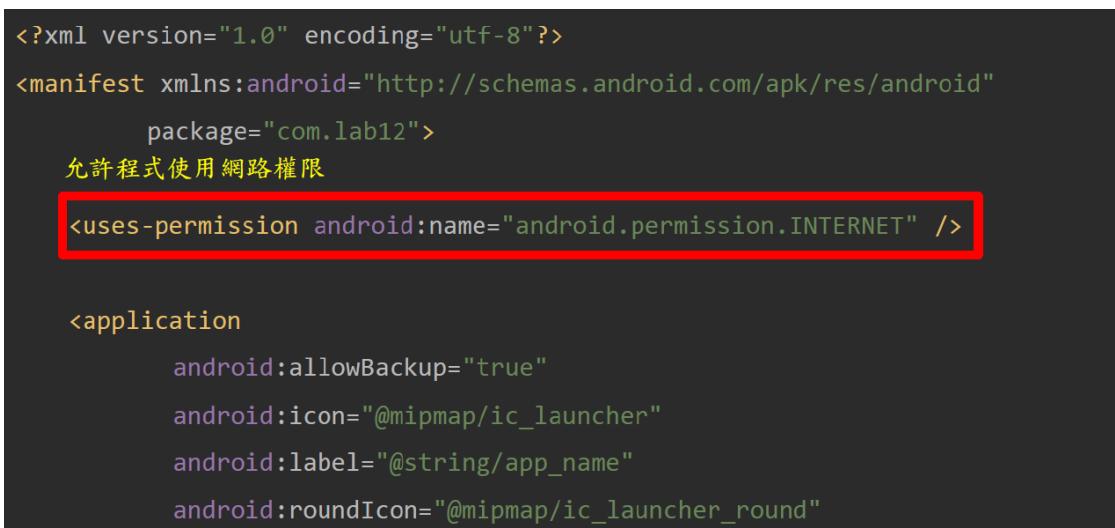 <?xml version="1.0" encoding="utf-8"?>
<manifest xmlns:android="http://schemas.android.com/apk/res/android"
package="com.lab12">
允許程式使用網路權限
<uses-permission android:name="android.permission.INTERNET" />
<application
android:allowBackup="true"
android:icon="@mipmap/ic_launcher"
android:label="@string/app_name"
android:roundIcon="@mipmap/ic_launcher_round"